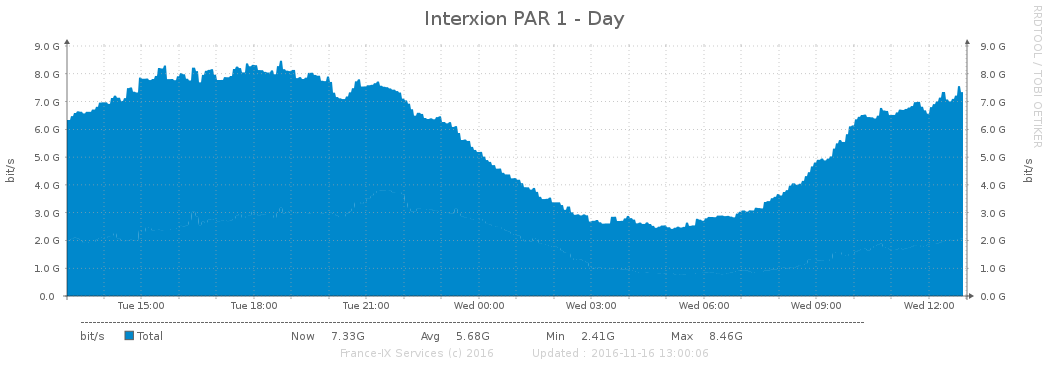 Interxion PAR 1 - Day
RRDTOOL / TOBI OETIKER
bit/s
bit/s
9.0 G 9.0 G
8.0 G 8.0 G
7.0 G 7.0 G
6.0 G 6.0 G
5.0 G 5.0 G
4.0 G 4.0 G
3.0 G 3.0 G
2.0 G 2.0 G
1.0 G 1.0 G
0.0 0.0 G
Tue 15:00 Tue 18:00 Tue 21:00 Wed 00:00 Wed 03:00 Wed 06:00 Wed 09:00 Wed 12:00
bit/s Total Now 7.33G Avg 5.68G Min 2.41G Max 8.46G
France-IX Services (c) 2016 Updated : 2016-11-16 13:00:06